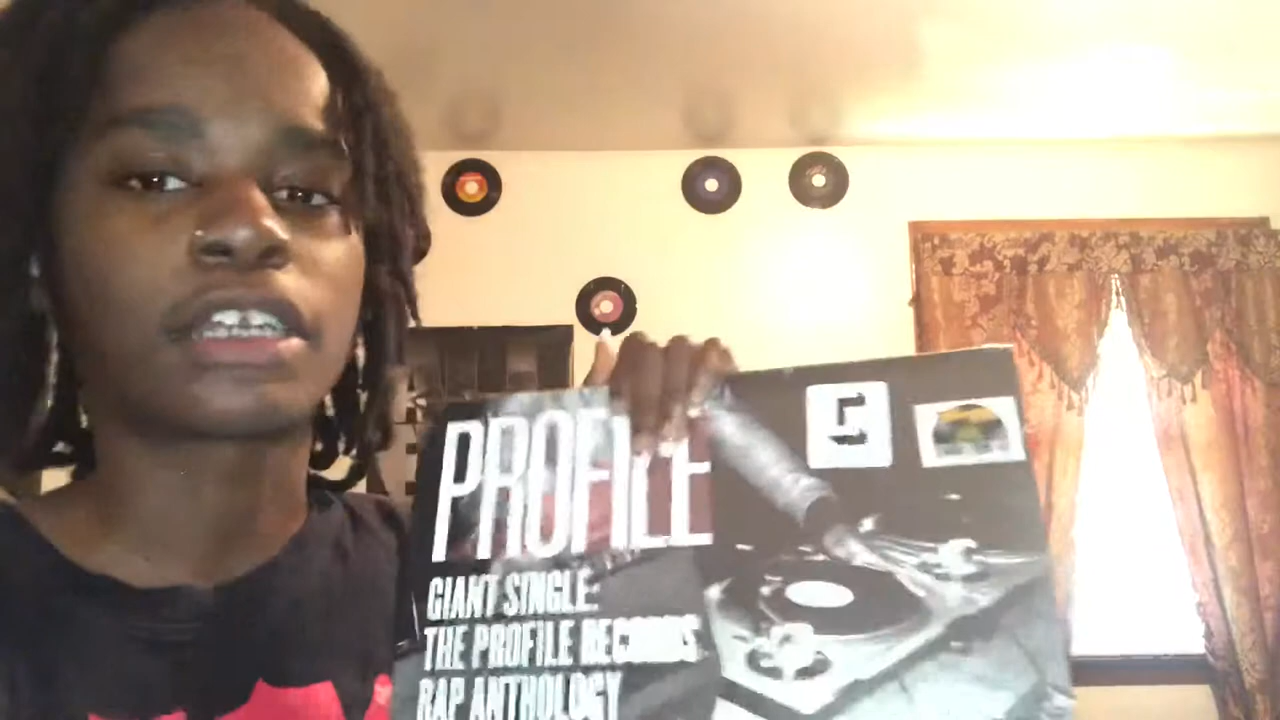 PROFILE
GIANT SINGLE:
THE PROFILE RECORDS
RAP ANTHOLOGY